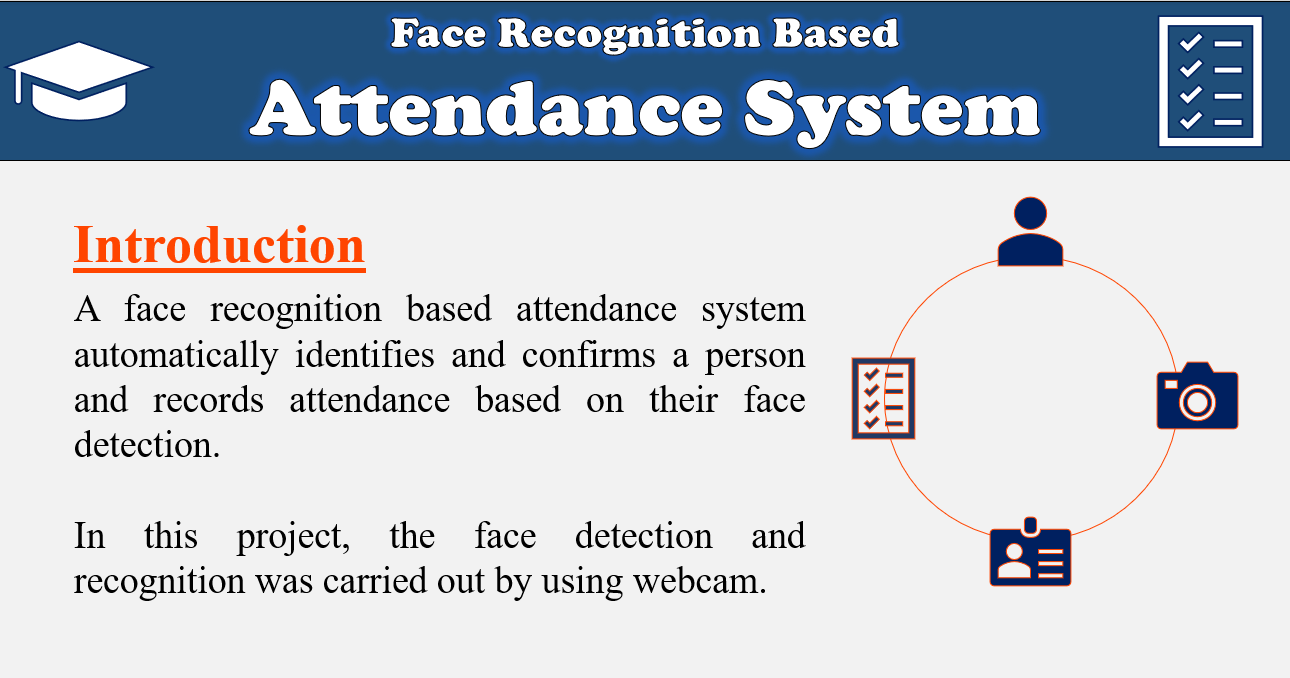 Face Recognition Based
Attendance System
Introduction
A face recognition based attendance system
automatically identifies and confirms a person
and records attendance based on their face
detection.
In this project, the face detection and
recognition was carried out by using webcam.